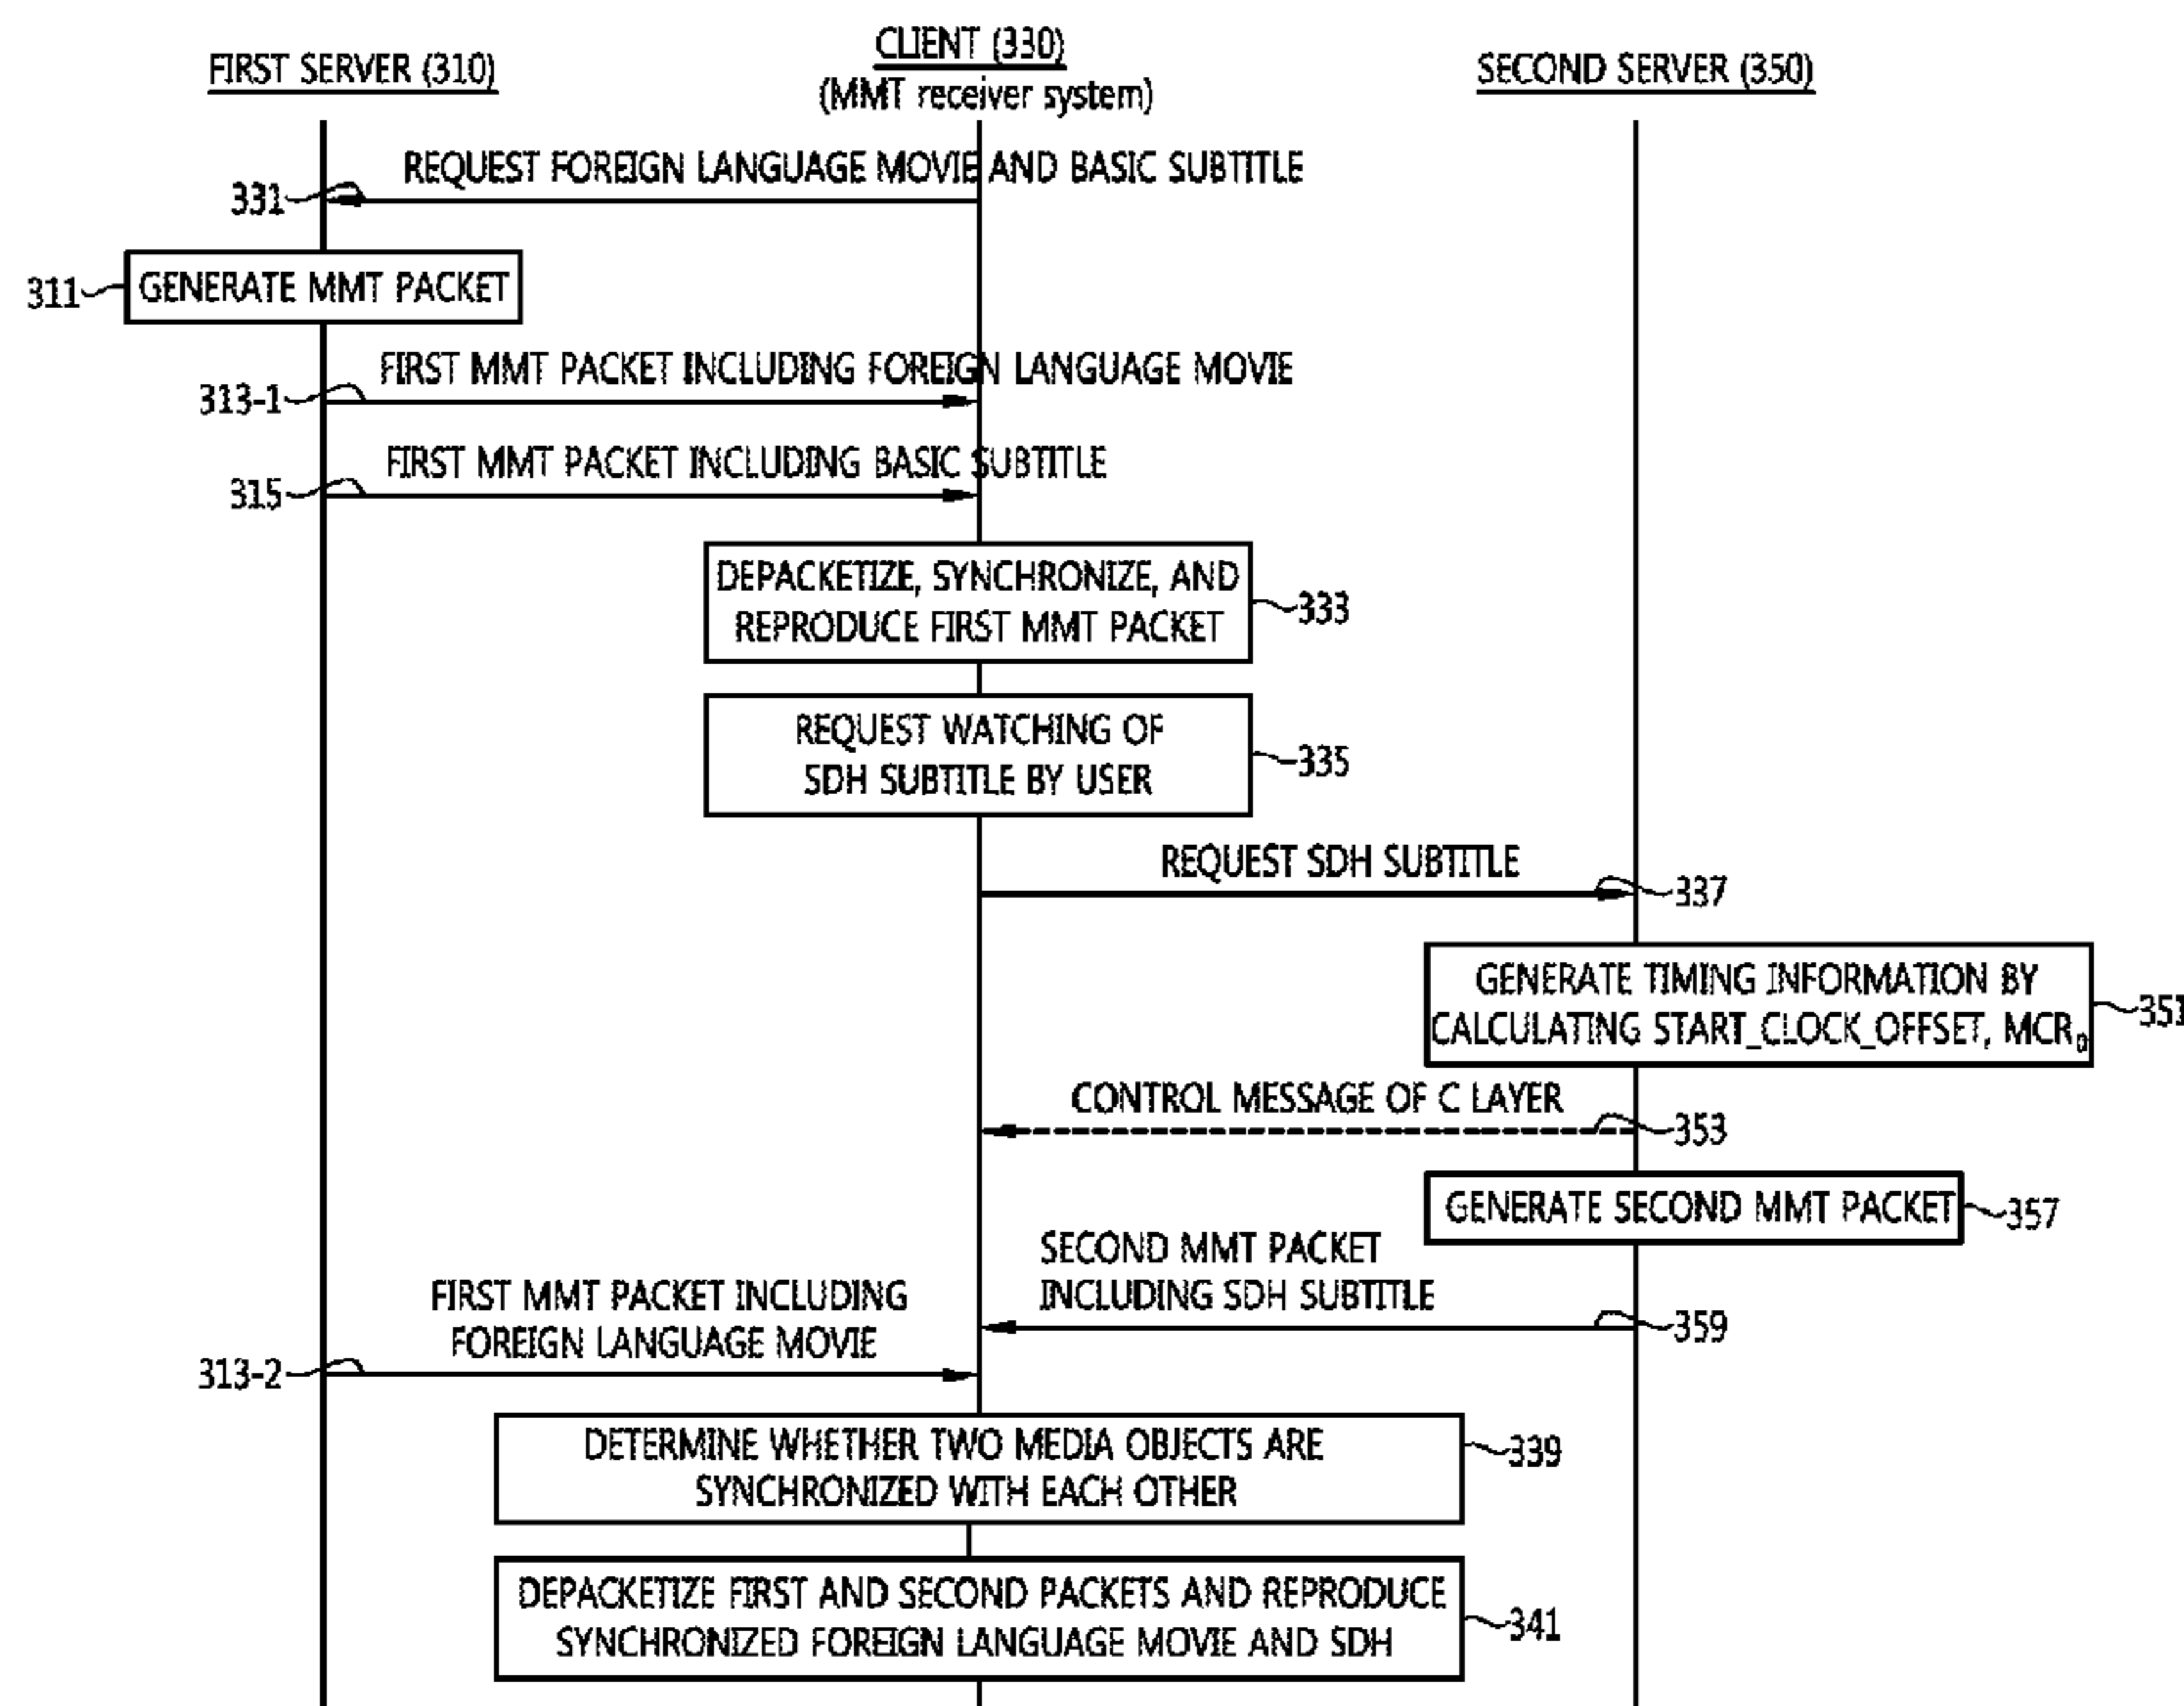 FIRST SERVER (310)
CLIENT (330)
(MMT receiver system)
SECOND SERVER (350)
REQUEST FOREIGN LANGUAGE MOVIE AND BASIC SUBTITLE
331
311
GENERATE MMT PACKET
FIRST MMT PACKET INCLUDING FOREIGN LANGUAGE MOVIE
313-1
FIRST MMT PACKET INCLUDING BASIC SUBTITLE
315
DEPACKETIZE, SYNCHRONIZE, AND
REPRODUCE FIRST MMT PACKET
333
REQUEST WATCHING OF
SDH SUBTITLE BY USER
335
REQUEST SDH SUBTITLE
337
GENERATE TIMING INFORMATION BY
CALCULATING START_CLOCK_OFFSET, MCR₀
351
CONTROL MESSAGE OF C LAYER
353
GENERATE SECOND MMT PACKET
357
SECOND MMT PACKET
INCLUDING SDH SUBTITLE
359
FIRST MMT PACKET INCLUDING
FOREIGN LANGUAGE MOVIE
313-2
DETERMINE WHETHER TWO MEDIA OBJECTS ARE
SYNCHRONIZED WITH EACH OTHER
339
DEPACKETIZE FIRST AND SECOND PACKETS AND REPRODUCE
SYNCHRONIZED FOREIGN LANGUAGE MOVIE AND SDH
341